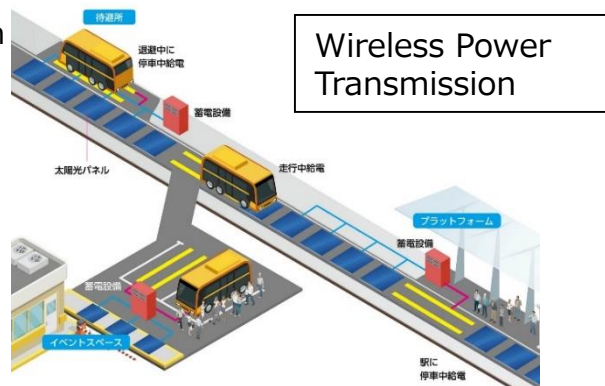 Wireless Power
Transmission
待避所
退避中に
停車中給電
蓄電設備
太陽光パネル
走行中給電
プラットフォーム
蓄電設備
蓄電設備
イベントスペース
駅に
停車中給電